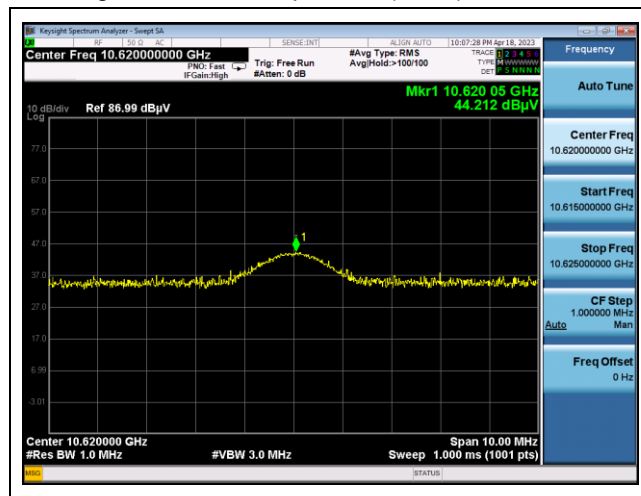 Keysight Spectrum Analyzer - Swept SA
RF 50 Ω AC SENSE:INT ALIGN AUTO 10:07:28 PM Apr 18, 2023
Center Freq 10.620000000 GHz #Avg Type: RMS TRACE 1 2 3 4 5 6 Frequency
PNO: Fast Trig: Free Run Avg|Hold:>100/100 TYPE M WWWWW
IFGain:High #Atten: 0 dB DET P S N N N N
Auto Tune
Mkr1 10.620 05 GHz
10 dB/div Ref 86.99 dBµV 44.212 dBµV
Log
77.0
Center Freq
10.620000000 GHz
67.0
Start Freq
10.615000000 GHz
57.0
47.0
1
Stop Freq
10.625000000 GHz
37.0
27.0
CF Step
1.000000 MHz
Auto Man
17.0
6.99
Freq Offset
0 Hz
-3.01
Center 10.620000 GHz Span 10.00 MHz
#Res BW 1.0 MHz #VBW 3.0 MHz Sweep 1.000 ms (1001 pts)
MSG STATUS